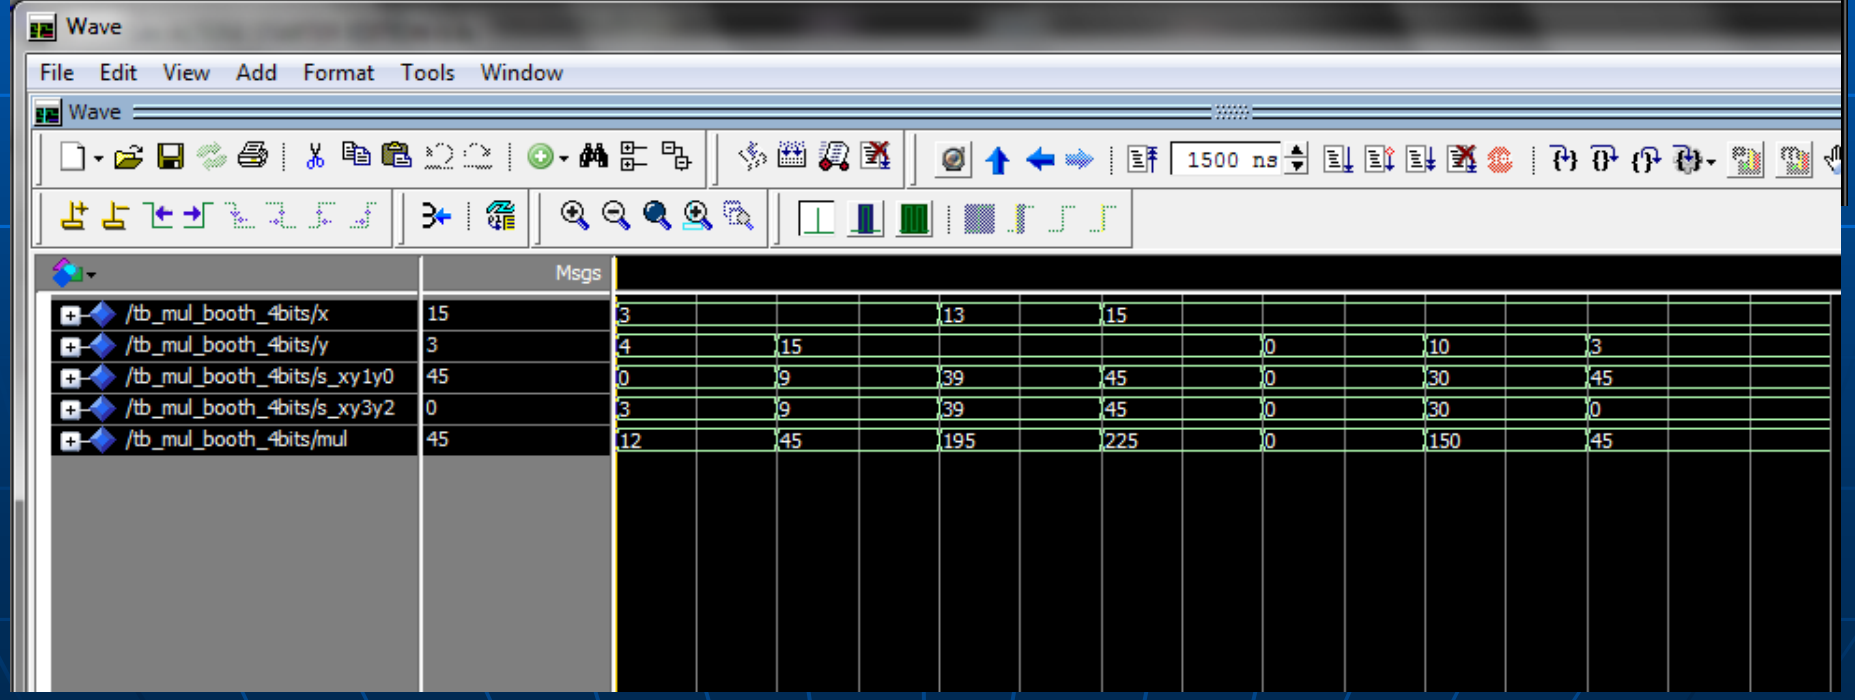 Wave
File Edit View Add Format Tools Window
Wave
1500 ns
Msgs
/tb_mul_booth_4bits/x 15 3 13 15
/tb_mul_booth_4bits/y 3 4 15 0 10 3
/tb_mul_booth_4bits/s_xy1y0 45 0 9 39 45 0 30 45
/tb_mul_booth_4bits/s_xy3y2 0 3 9 39 45 0 30 0
/tb_mul_booth_4bits/mul 45 12 45 195 225 0 150 45